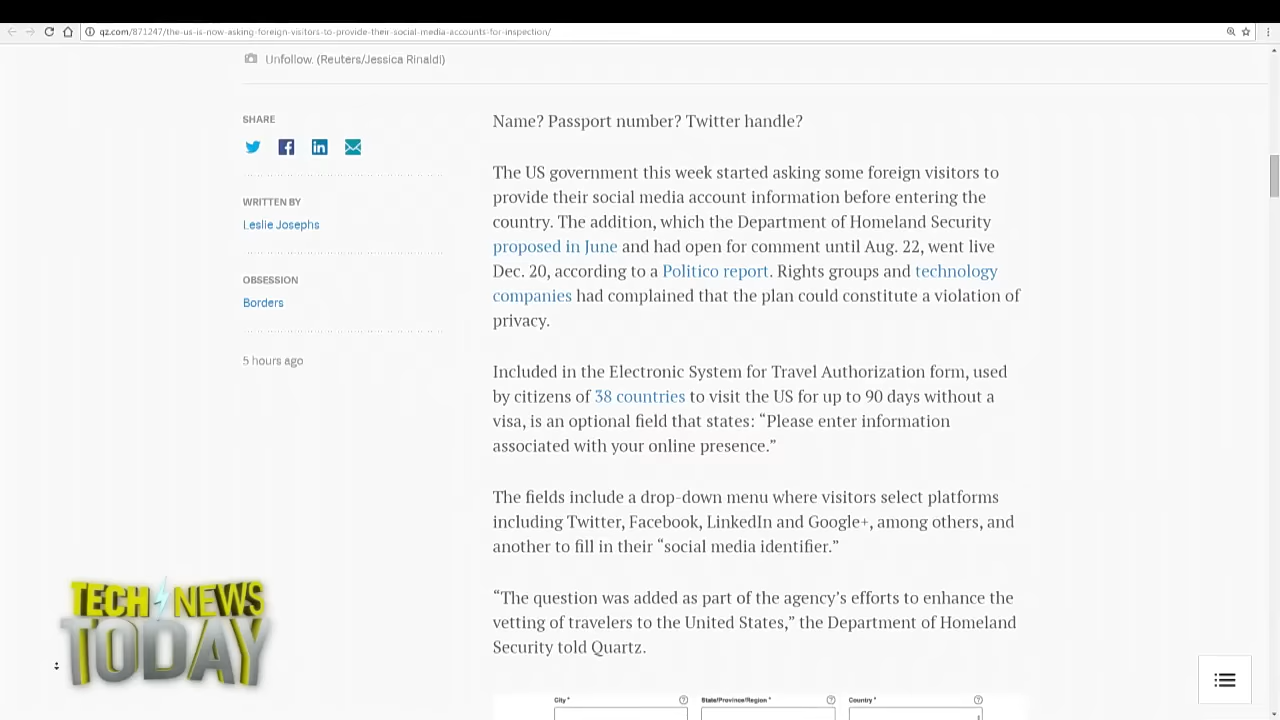 qz.com/871247/the-us-is-now-asking-foreign-visitors-to-provide-their-social-media-accounts-for-inspection/
Unfollow. (Reuters/Jessica Rinaldi)
SHARE
WRITTEN BY
Leslie Josephs
OBSESSION
Borders
5 hours ago
Name? Passport number? Twitter handle?
The US government this week started asking some foreign visitors to
provide their social media account information before entering the
country. The addition, which the Department of Homeland Security
proposed in June and had open for comment until Aug. 22, went live
Dec. 20, according to a Politico report. Rights groups and technology
companies had complained that the plan could constitute a violation of
privacy.
Included in the Electronic System for Travel Authorization form, used
by citizens of 38 countries to visit the US for up to 90 days without a
visa, is an optional field that states: “Please enter information
associated with your online presence.”
The fields include a drop-down menu where visitors select platforms
including Twitter, Facebook, LinkedIn and Google+, among others, and
another to fill in their “social media identifier.”
“The question was added as part of the agency’s efforts to enhance the
vetting of travelers to the United States,” the Department of Homeland
Security told Quartz.
City * State/Province/Region * Country *
TECH NEWS
TODAY